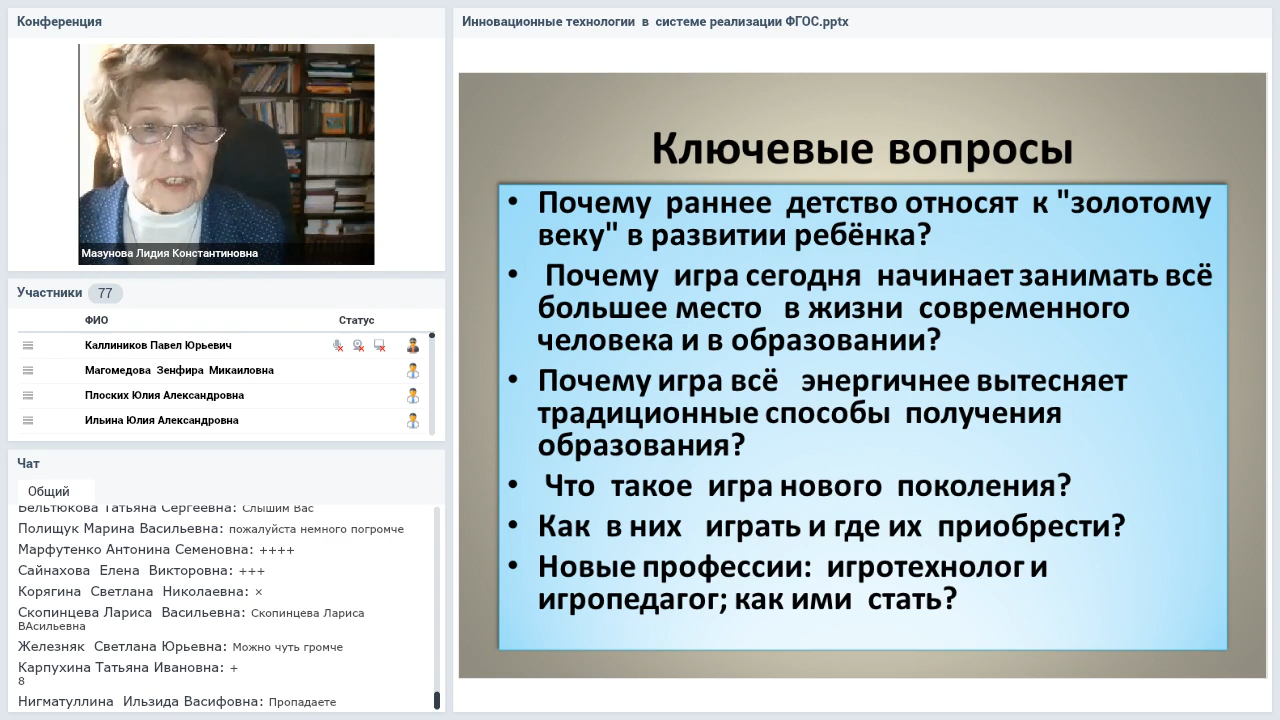 Конференция
Мазунова Лидия Константиновна
Участники 77
ФИО Статус
Каллиников Павел Юрьевич
Магомедова Зенфира Микаиловна
Плоских Юлия Александровна
Ильина Юлия Александровна
Чат
Общий
Бельтюкова Татьяна Сергеевна: Слышим Вас
Полищук Марина Васильевна: пожалуйста немного погромче
Марфутенко Антонина Семеновна: ++++
Сайнахова Елена Викторовна: +++
Корягина Светлана Николаевна: ×
Скопинцева Лариса Васильевна: Скопинцева Лариса
ВАсильевна
Железняк Светлана Юрьевна: Можно чуть громче
Карпухина Татьяна Ивановна: +
8
Нигматуллина Ильзида Васифовна: Пропадаете
Инновационные технологии в системе реализации ФГОС.pptx
Ключевые вопросы
• Почему раннее детство относят к "золотому
веку" в развитии ребёнка?
• Почему игра сегодня начинает занимать всё
большее место в жизни современного
человека и в образовании?
• Почему игра всё энергичнее вытесняет
традиционные способы получения
образования?
• Что такое игра нового поколения?
• Как в них играть и где их приобрести?
• Новые профессии: игротехнолог и
игропедагог; как ими стать?